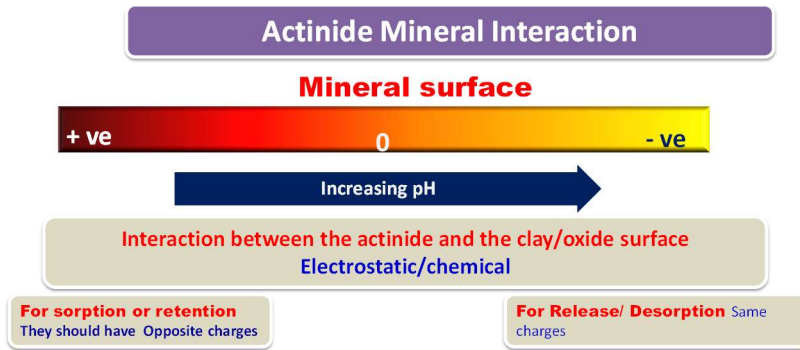 Actinide Mineral Interaction
Mineral surface
+ ve 0 - ve
Increasing pH
Interaction between the actinide and the clay/oxide surface
Electrostatic/chemical
For sorption or retention
They should have Opposite charges
For Release/ Desorption Same
charges